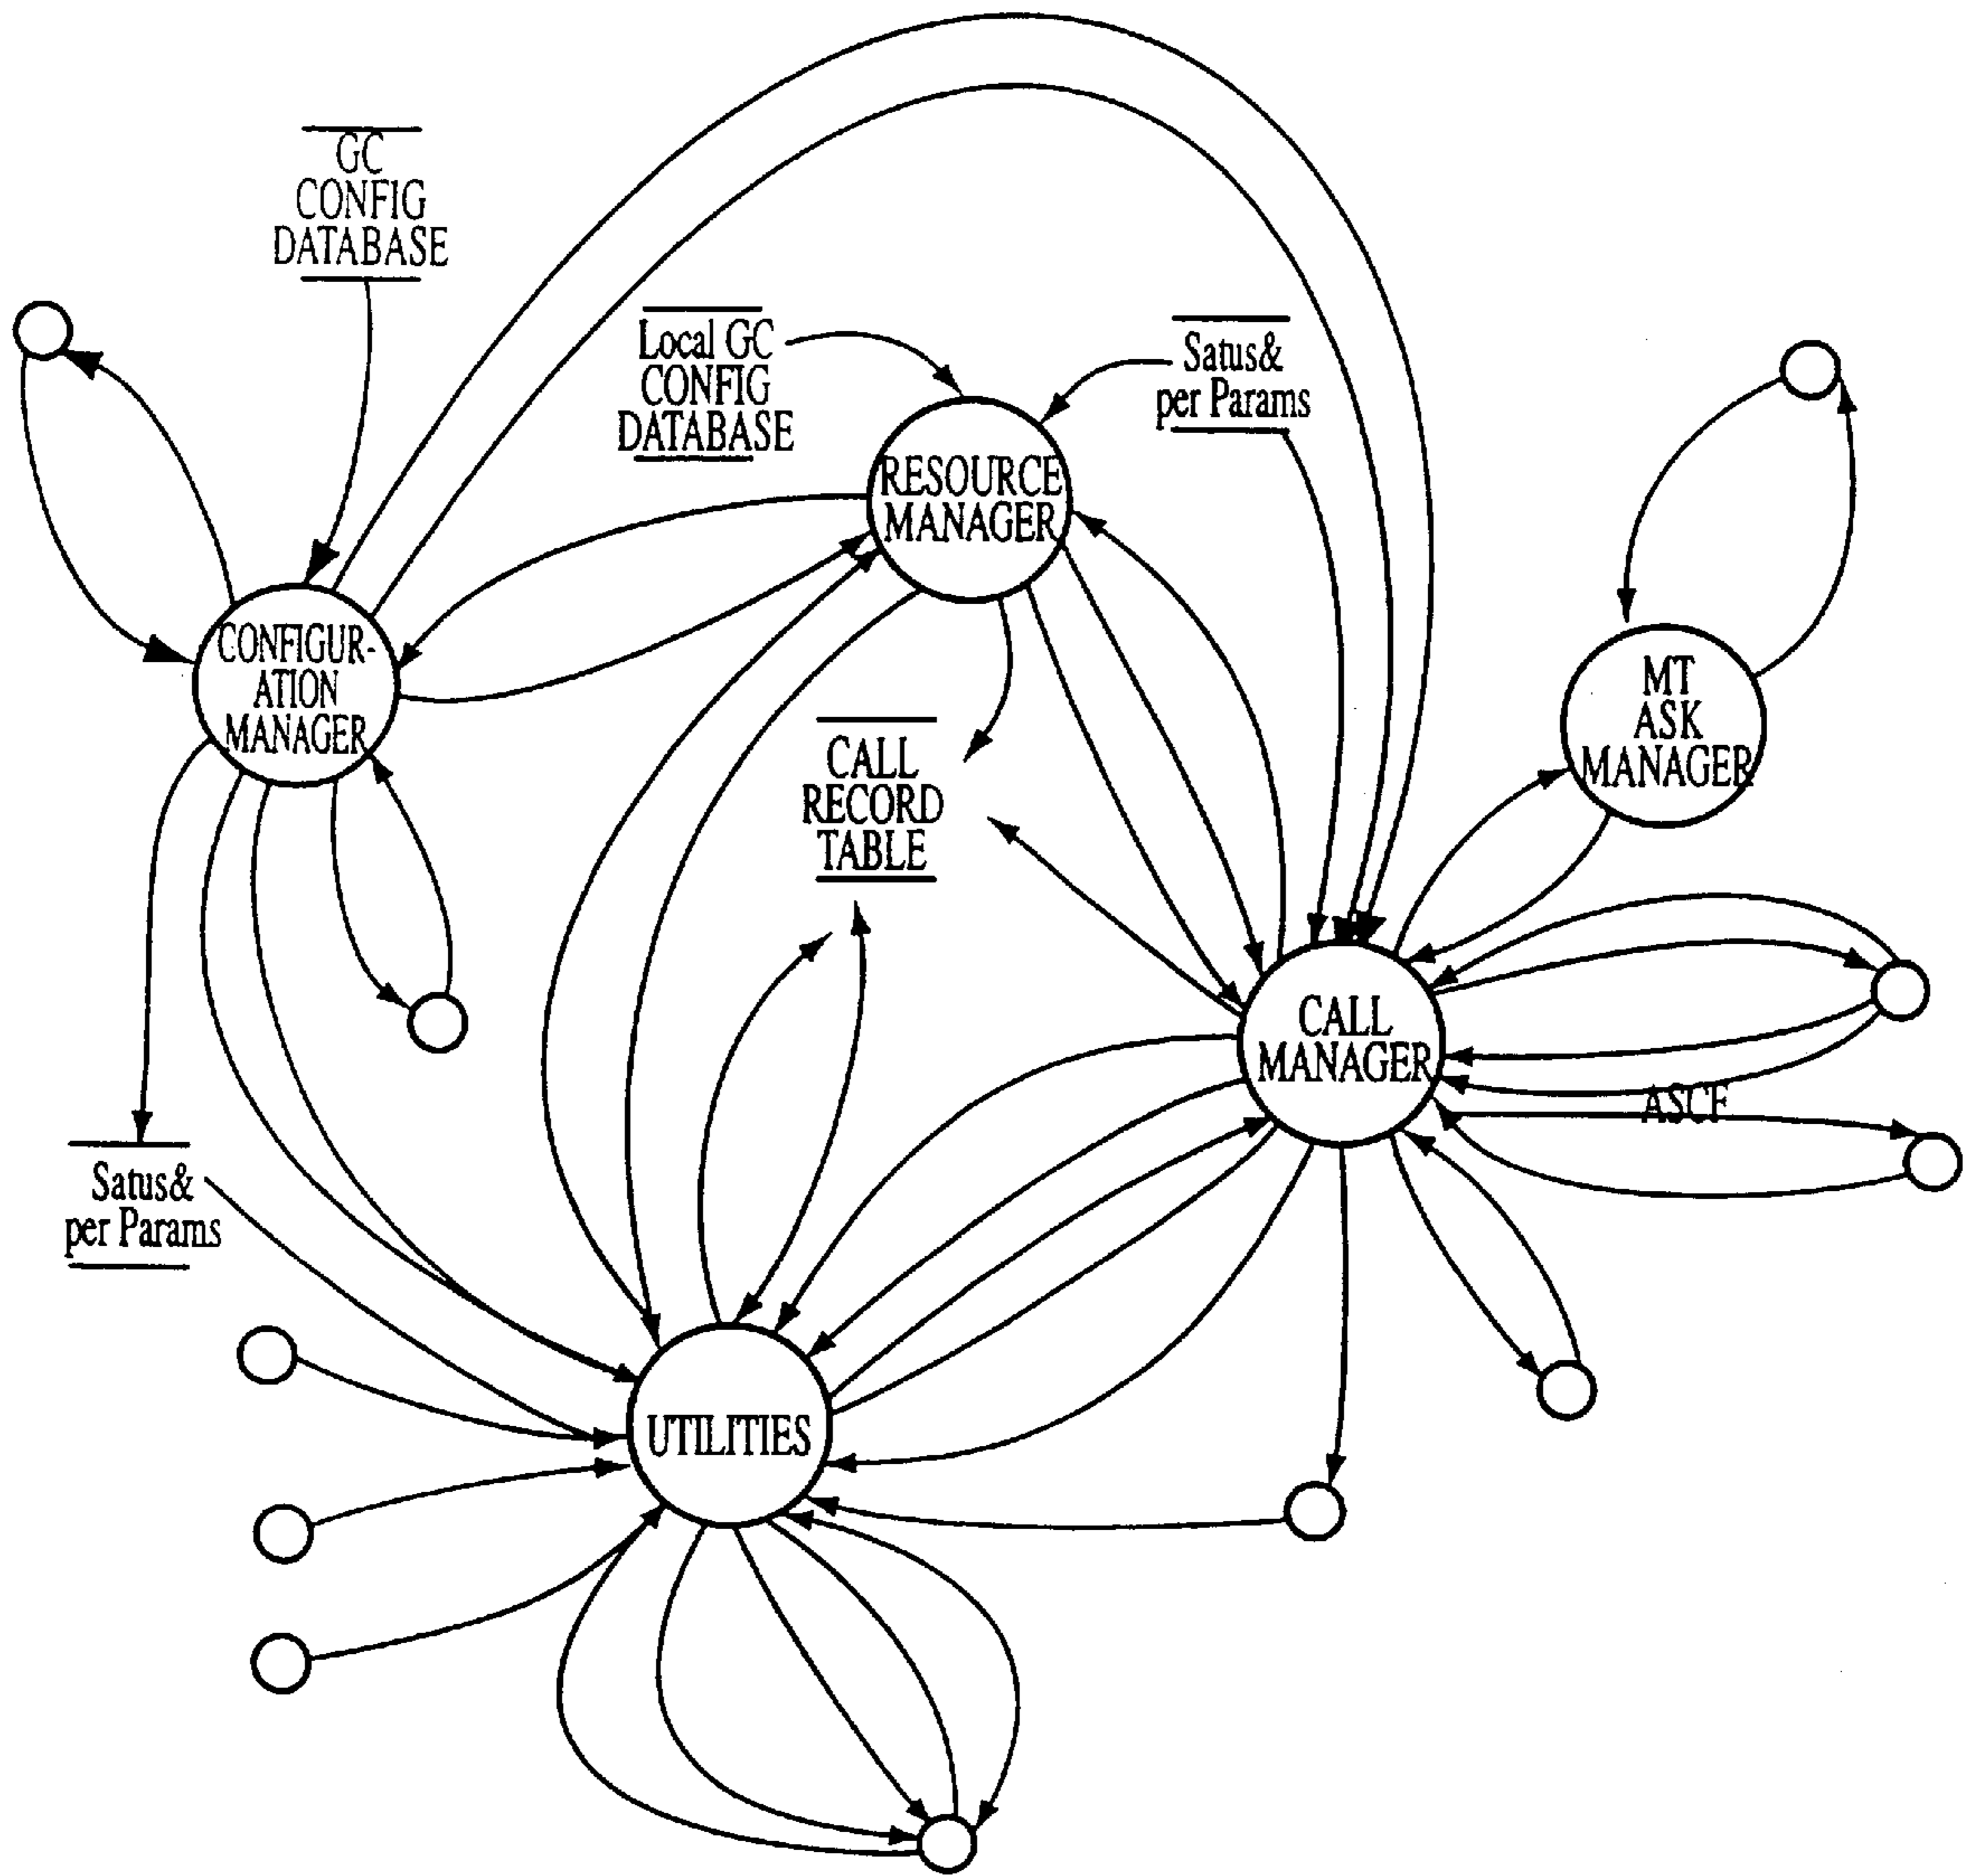 GC
CONFIG
DATABASE
Local GC
CONFIG
DATABASE
Satus&
per Params
RESOURCE
MANAGER
CONFIGUR-
ATION
MANAGER
MT
ASK
MANAGER
CALL
RECORD
TABLE
CALL
MANAGER
ASCF
Satus&
per Params
UTILITIES